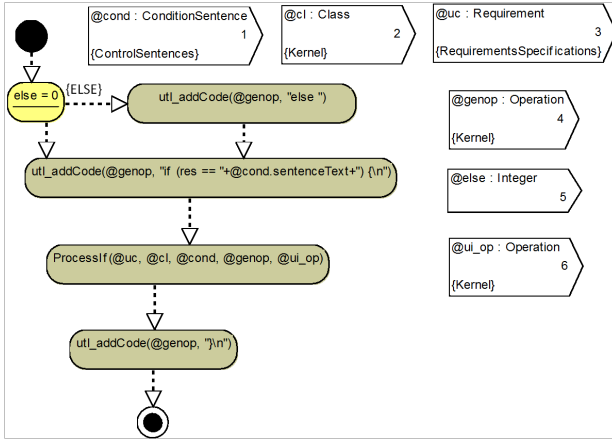 @cond : ConditionSentence
1
{ControlSentences}
@cl : Class
2
{Kernel}
@uc : Requirement
3
{RequirementsSpecifications}
else = 0
{ELSE}
utl_addCode(@genop, "else ")
@genop : Operation
4
{Kernel}
utl_addCode(@genop, "if (res == "+@cond.sentenceText+") {\n")
@else : Integer
5
ProcessIf(@uc, @cl, @cond, @genop, @ui_op)
@ui_op : Operation
6
{Kernel}
utl_addCode(@genop, "}\n")